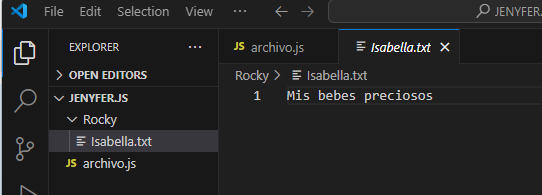 File Edit Selection View Go ···
JENYFER.JS
EXPLORER ···
JS archivo.js
Isabella.txt
OPEN EDITORS
Rocky > Isabella.txt
JENYFER.JS
1 Mis bebes preciosos
Rocky
Isabella.txt
JS archivo.js